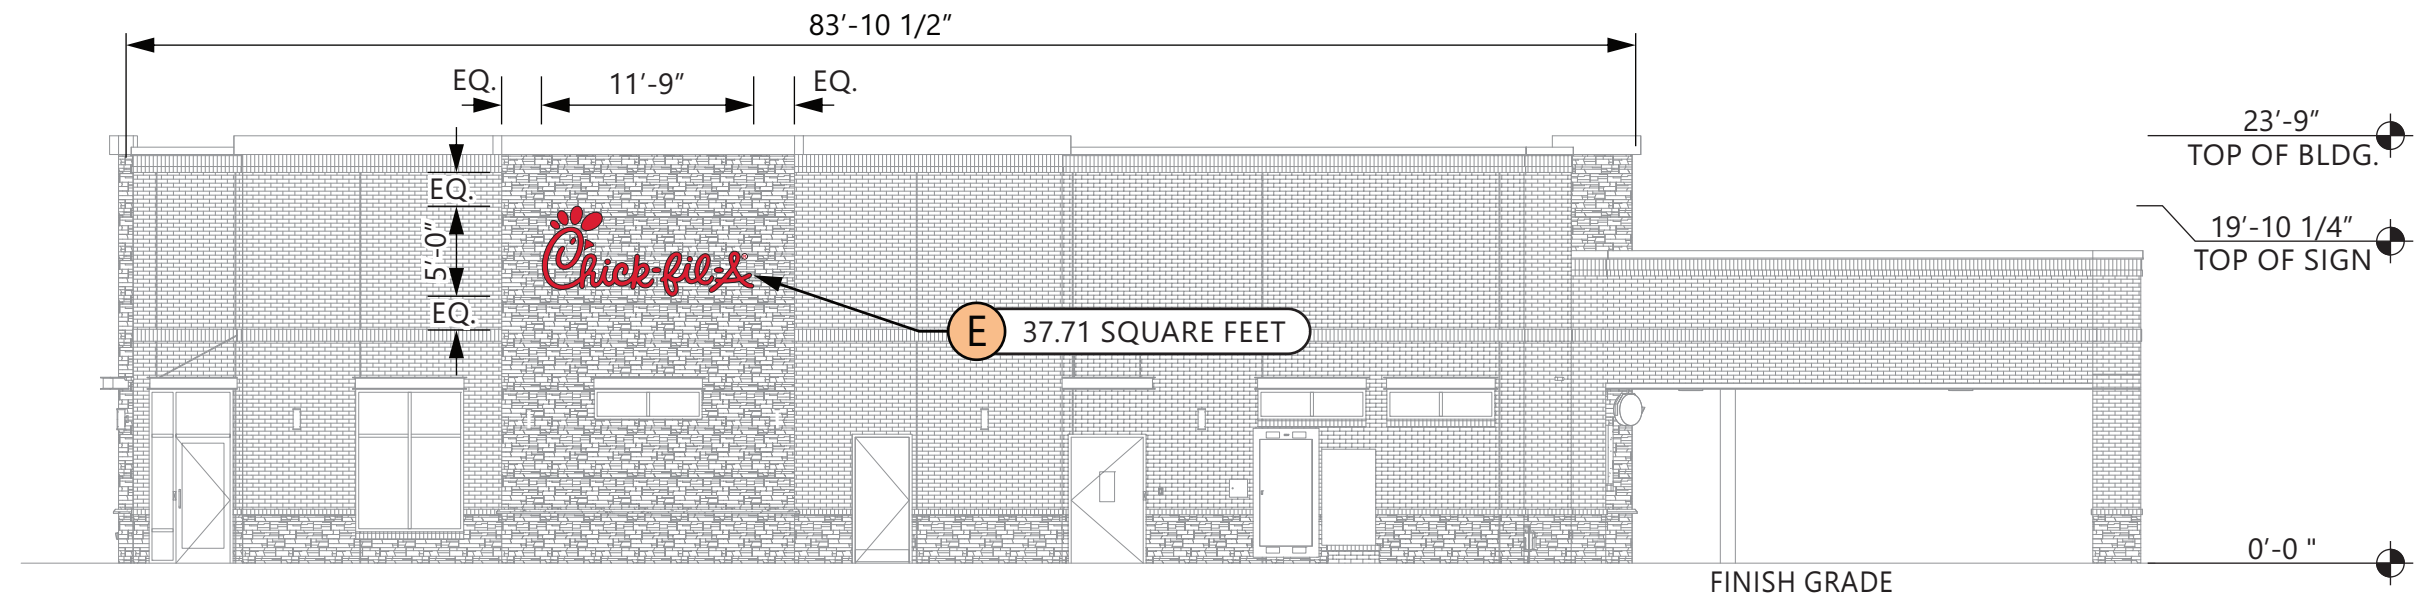 83'-10 1/2"
EQ.
11'-9"
EQ.
23'-9"
TOP OF BLDG.
EQ.
5'-0"
19'-10 1/4"
TOP OF SIGN
Chick-fil-A
EQ.
E 37.71 SQUARE FEET
0'-0 "
FINISH GRADE